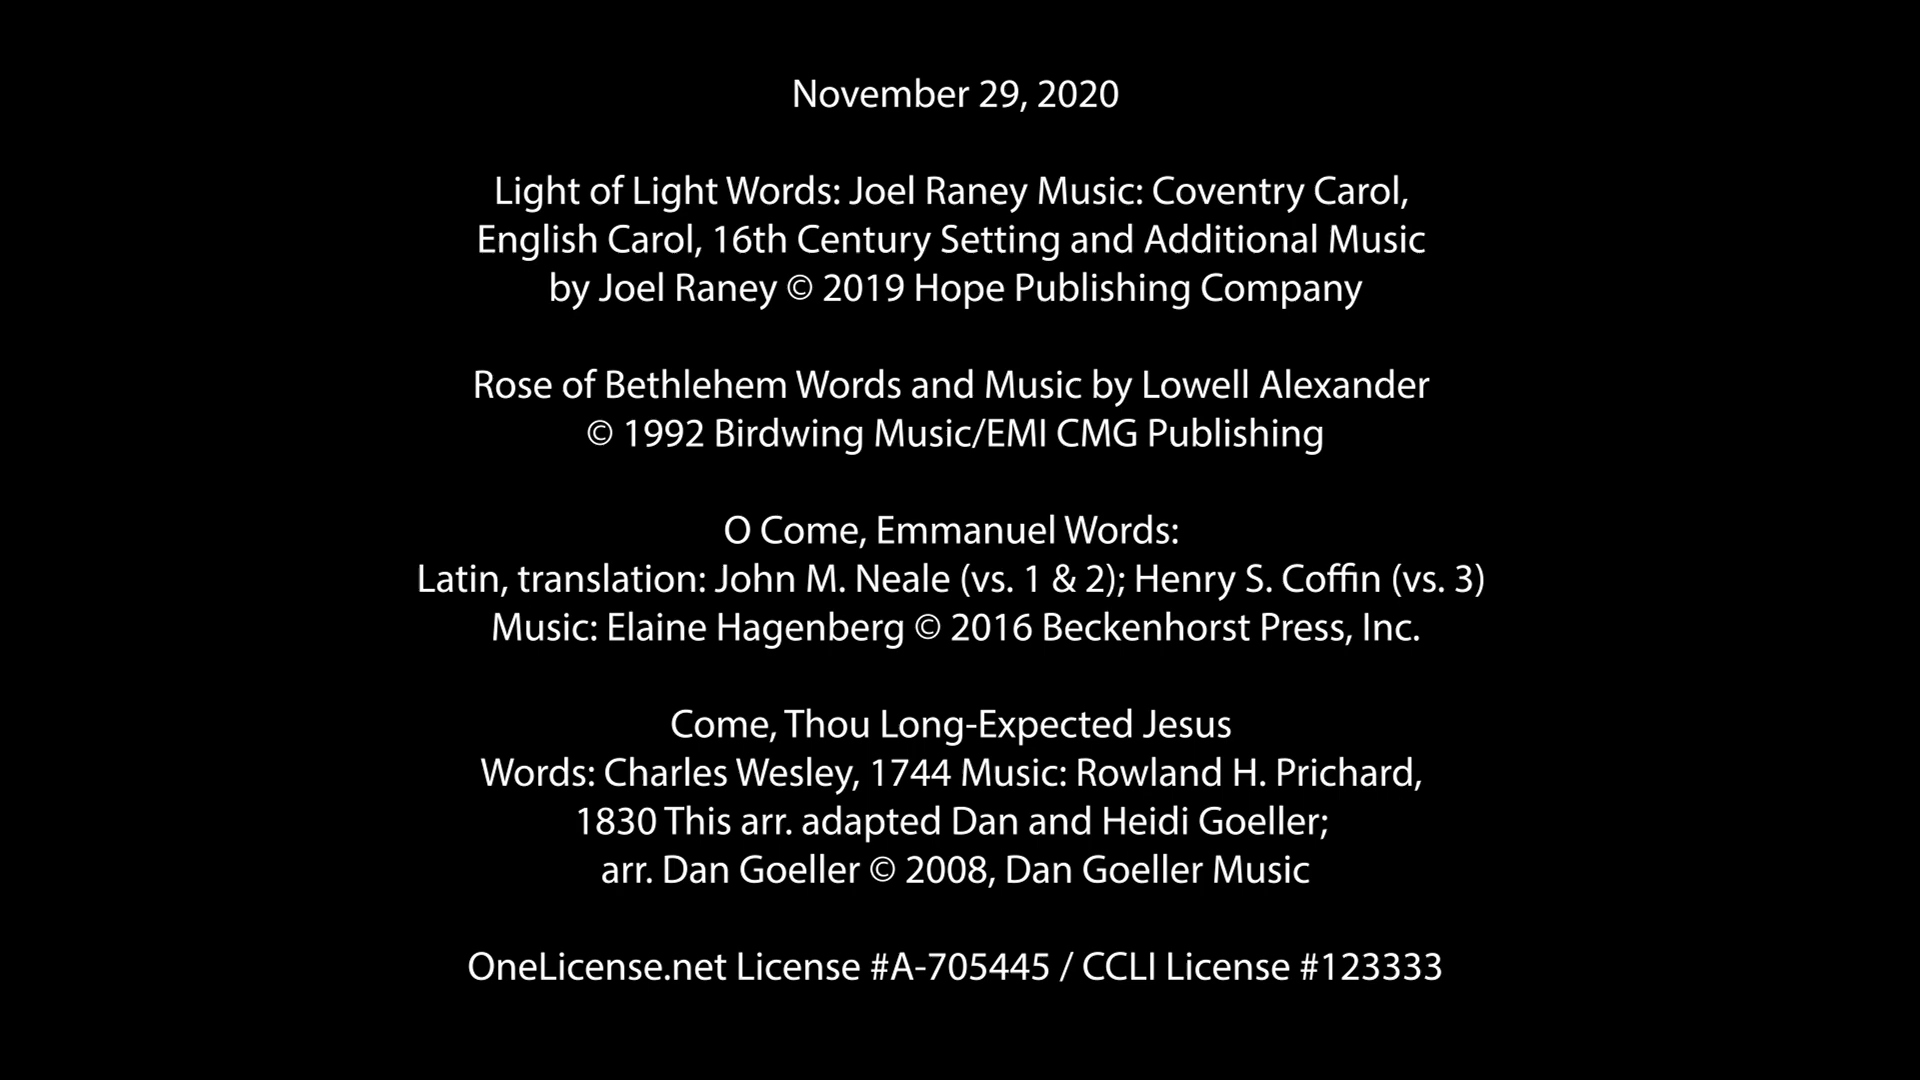 November 29, 2020
Light of Light Words: Joel Raney Music: Coventry Carol,
English Carol, 16th Century Setting and Additional Music
by Joel Raney © 2019 Hope Publishing Company
Rose of Bethlehem Words and Music by Lowell Alexander
© 1992 Birdwing Music/EMI CMG Publishing
O Come, Emmanuel Words:
Latin, translation: John M. Neale (vs. 1 & 2); Henry S. Coffin (vs. 3)
Music: Elaine Hagenberg © 2016 Beckenhorst Press, Inc.
Come, Thou Long-Expected Jesus
Words: Charles Wesley, 1744 Music: Rowland H. Prichard,
1830 This arr. adapted Dan and Heidi Goeller;
arr. Dan Goeller © 2008, Dan Goeller Music
OneLicense.net License #A-705445 / CCLI License #123333